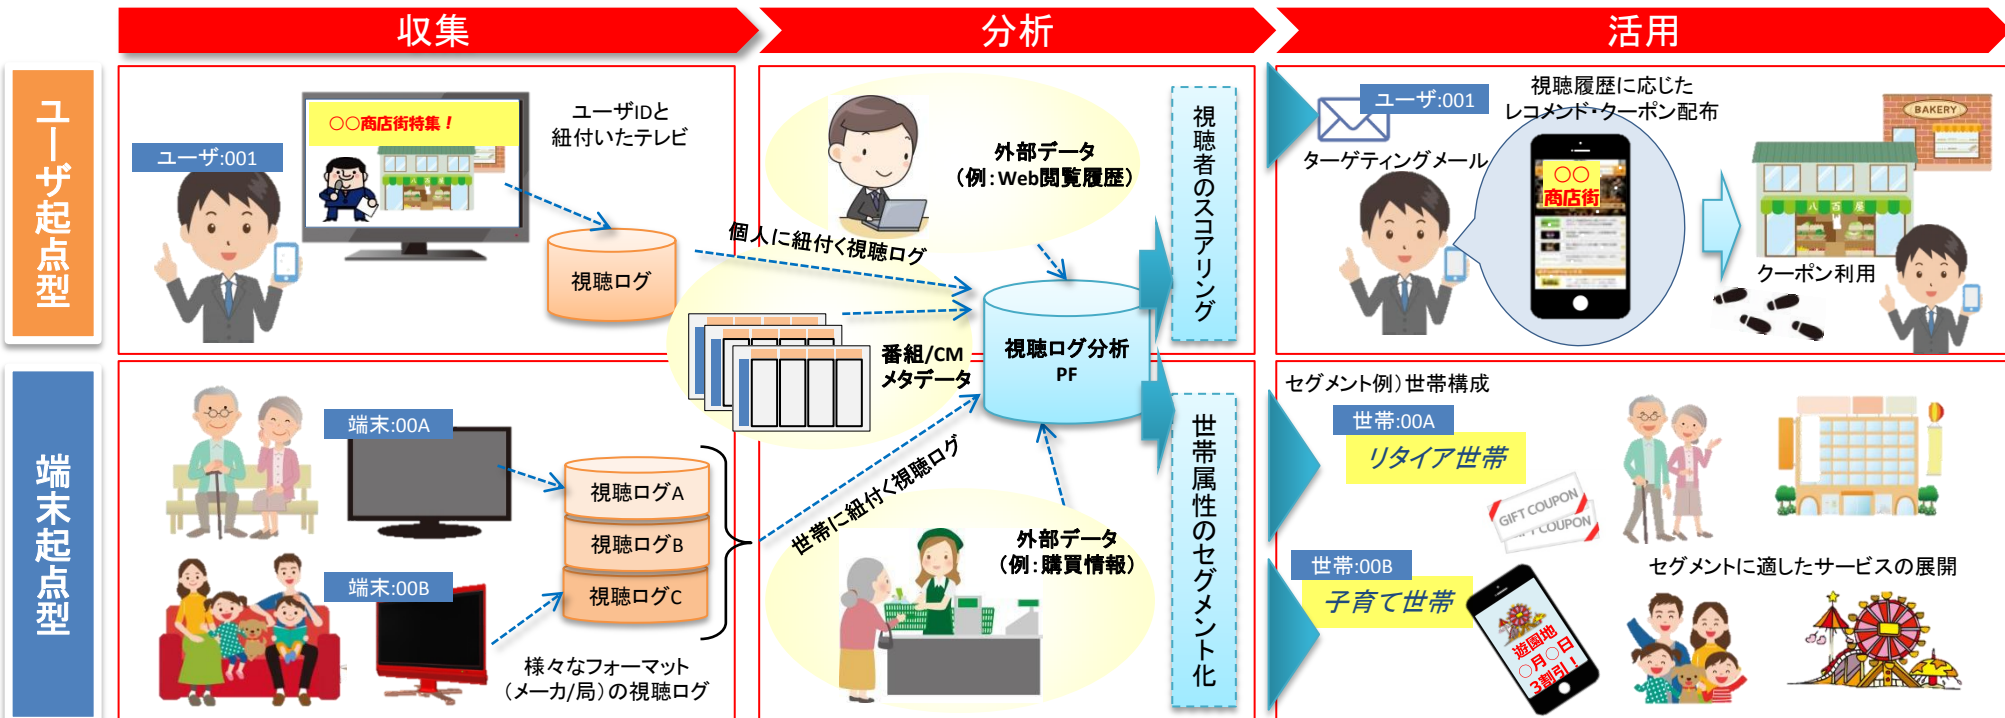 収集
分析
活用
ユーザ起点型
ユーザ:001
○○商店街特集！
ユーザIDと
紐付いたテレビ
視聴ログ
外部データ
（例：Web閲覧履歴）
個人に紐付く視聴ログ
番組/CM
メタデータ
視聴ログ分析
PF
視聴者のスコアリング
ユーザ:001
ターゲティングメール
視聴履歴に応じた
レコメンド・クーポン配布
○○
商店街
BAKERY
八百屋
クーポン利用
端末起点型
端末:00A
端末:00B
視聴ログA
視聴ログB
視聴ログC
様々なフォーマット
（メーカ/局）の視聴ログ
世帯に紐付く視聴ログ
外部データ
（例：購買情報）
世帯属性のセグメント化
セグメント例）世帯構成
世帯:00A
リタイア世帯
GIFT COUPON
COUPON
世帯:00B
子育て世帯
遊園地
○月○日
3割引！
セグメントに適したサービスの展開